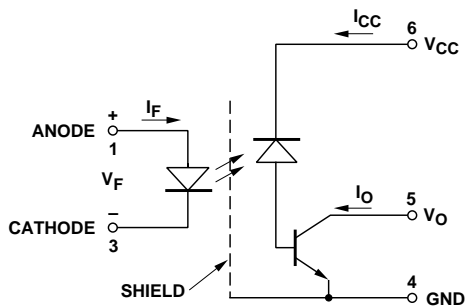 ICC
6
VCC
IF
ANODE
+
1
VF
IO
5
VO
–
CATHODE
3
4
GND
SHIELD